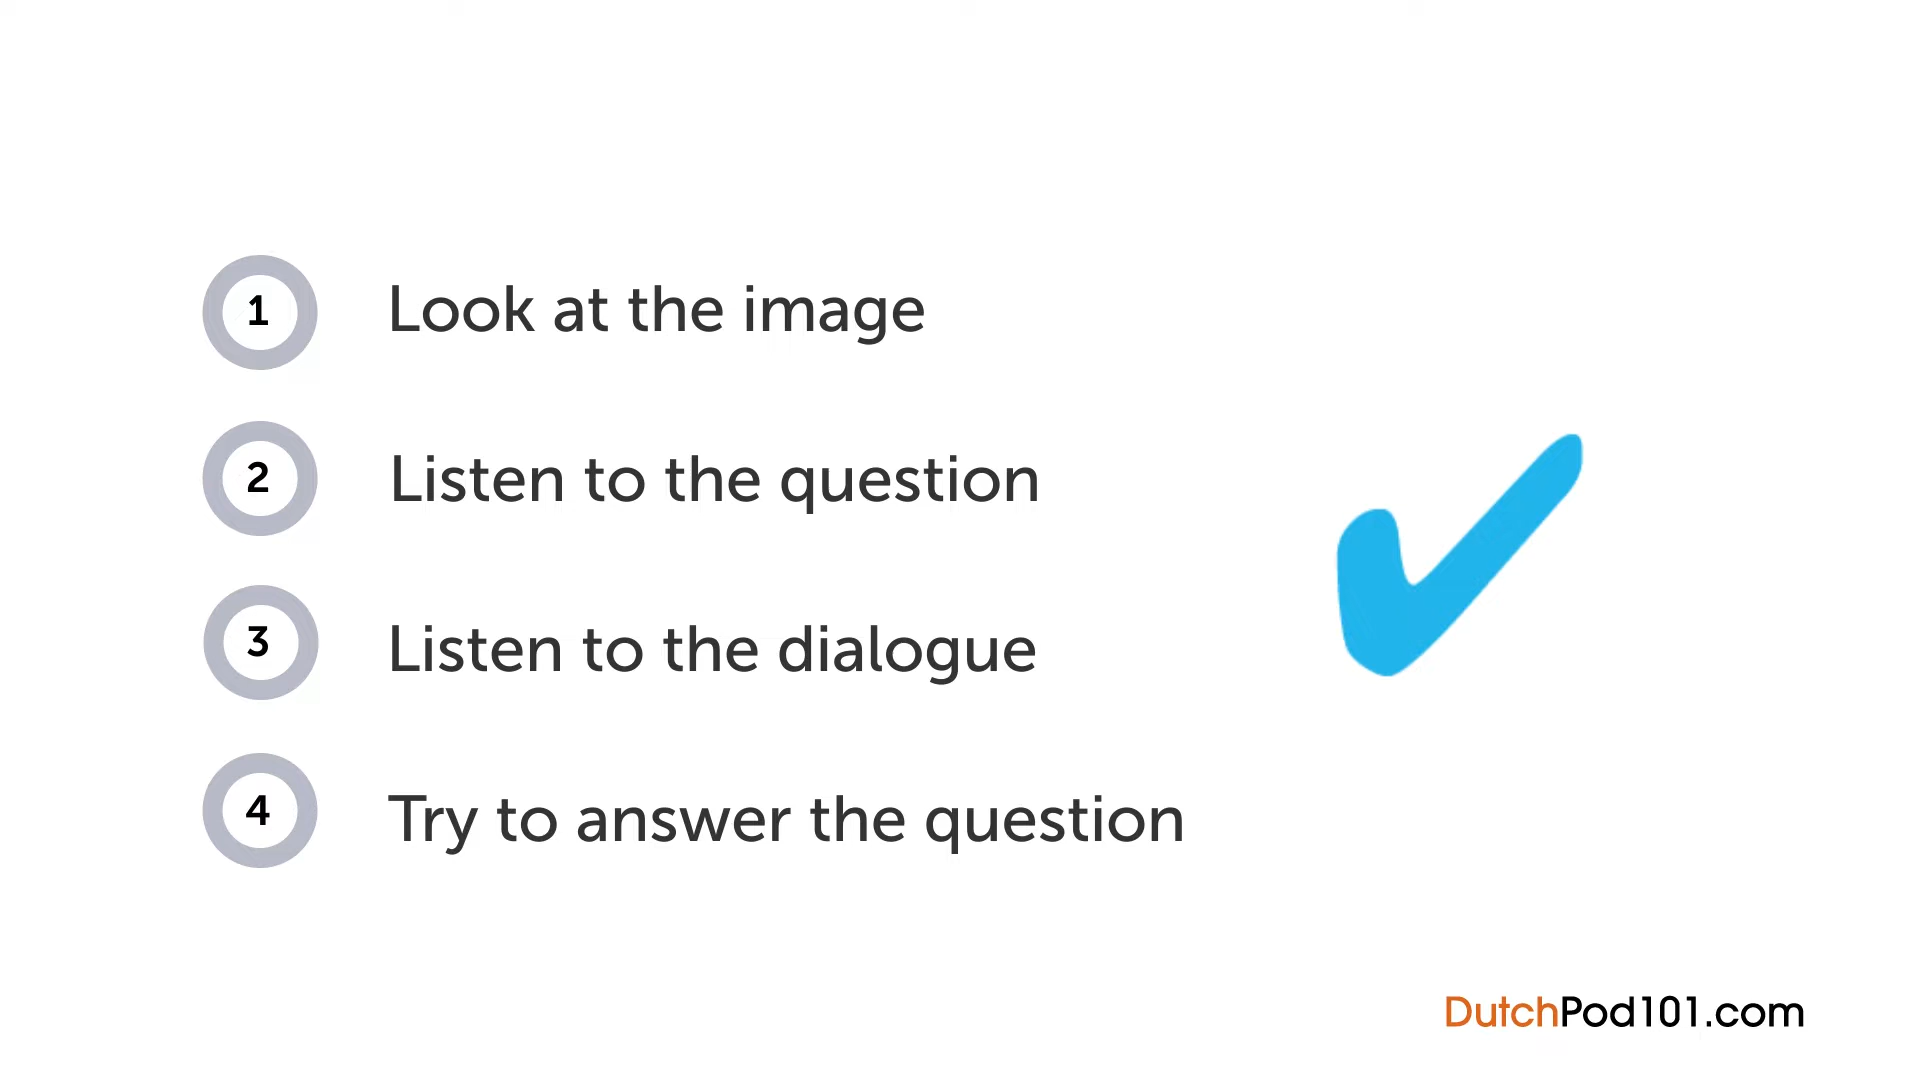 1 Look at the image
2 Listen to the question
3 Listen to the dialogue
4 Try to answer the question
DutchPod101.com